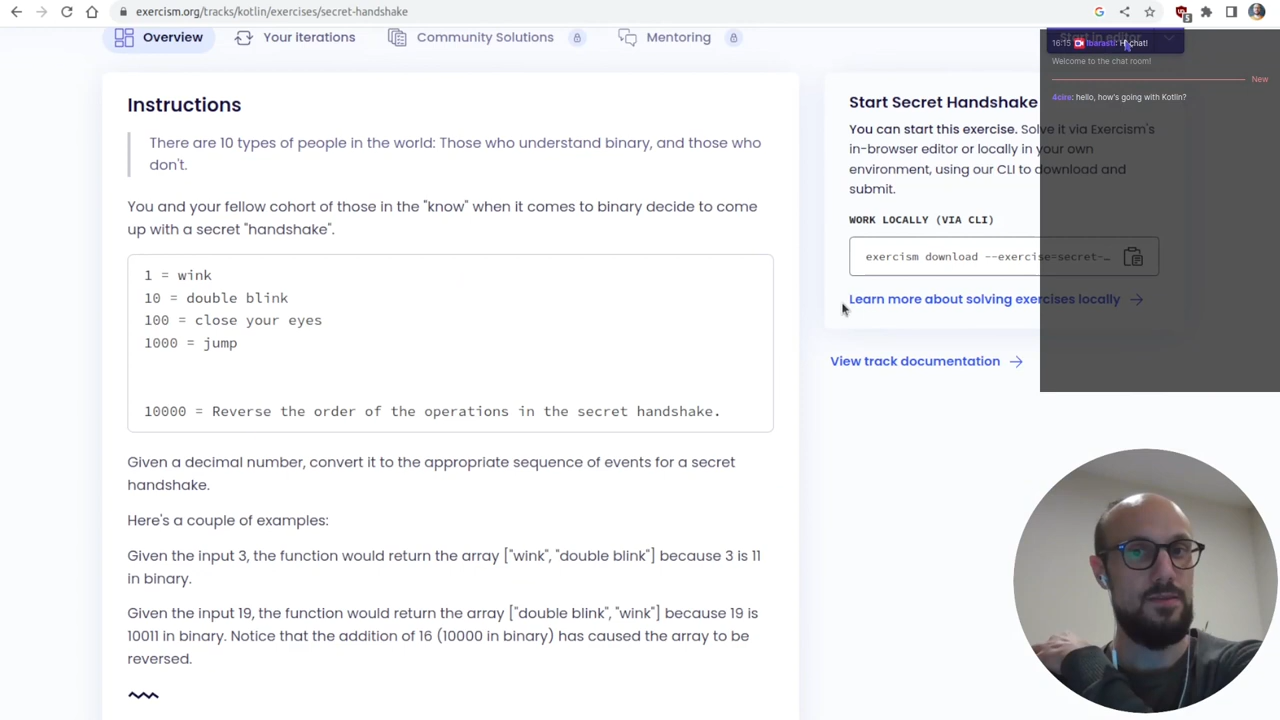 exercism.org/tracks/kotlin/exercises/secret-handshake
5
Overview
Your iterations
Community Solutions
Mentoring
Start in editor
Instructions
There are 10 types of people in the world: Those who understand binary, and those who
don't.
You and your fellow cohort of those in the "know" when it comes to binary decide to come
up with a secret "handshake".
1 = wink
10 = double blink
100 = close your eyes
1000 = jump
10000 = Reverse the order of the operations in the secret handshake.
Given a decimal number, convert it to the appropriate sequence of events for a secret
handshake.
Here's a couple of examples:
Given the input 3, the function would return the array ["wink", "double blink"] because 3 is 11
in binary.
Given the input 19, the function would return the array ["double blink", "wink"] because 19 is
10011 in binary. Notice that the addition of 16 (10000 in binary) has caused the array to be
reversed.
Start Secret Handshake
You can start this exercise. Solve it via Exercism's
in-browser editor or locally in your own
environment, using our CLI to download and
submit.
WORK LOCALLY (VIA CLI)
exercism download --exercise=secret-…
Learn more about solving exercises locally
View track documentation
16:15 lbarasti: Hi chat!
Welcome to the chat room!
New
4cire: hello, how's going with Kotlin?